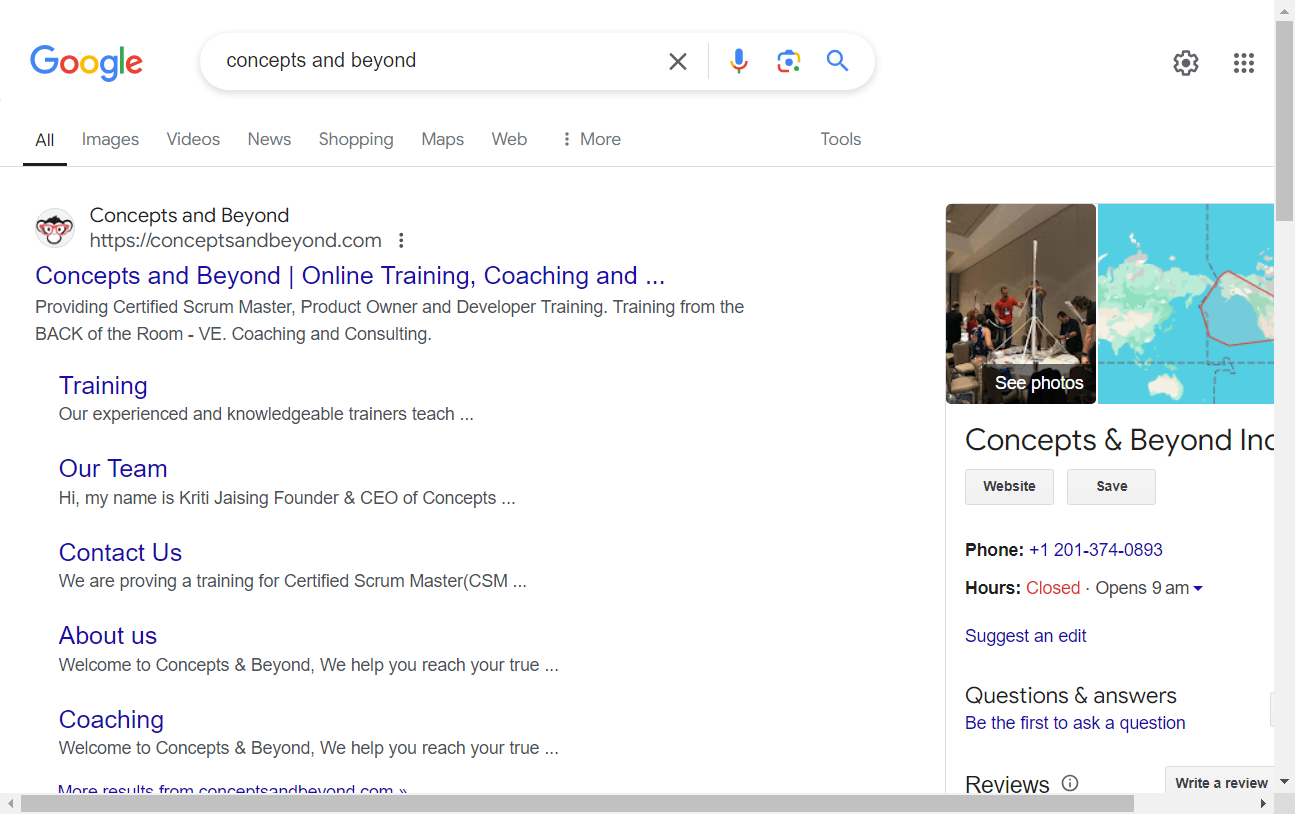 Google
concepts and beyond
All
Images
Videos
News
Shopping
Maps
Web
More
Tools
Concepts and Beyond
https://conceptsandbeyond.com
Concepts and Beyond | Online Training, Coaching and ...
Providing Certified Scrum Master, Product Owner and Developer Training. Training from the
BACK of the Room - VE. Coaching and Consulting.
Training
Our experienced and knowledgeable trainers teach ...
Our Team
Hi, my name is Kriti Jaising Founder & CEO of Concepts ...
Contact Us
We are proving a training for Certified Scrum Master(CSM ...
About us
Welcome to Concepts & Beyond, We help you reach your true ...
Coaching
Welcome to Concepts & Beyond, We help you reach your true ...
More results from conceptsandbeyond.com »
See photos
Concepts & Beyond Inc
Website
Save
Phone: +1 201-374-0893
Hours: Closed · Opens 9 am
Suggest an edit
Questions & answers
Be the first to ask a question
Reviews
Write a review